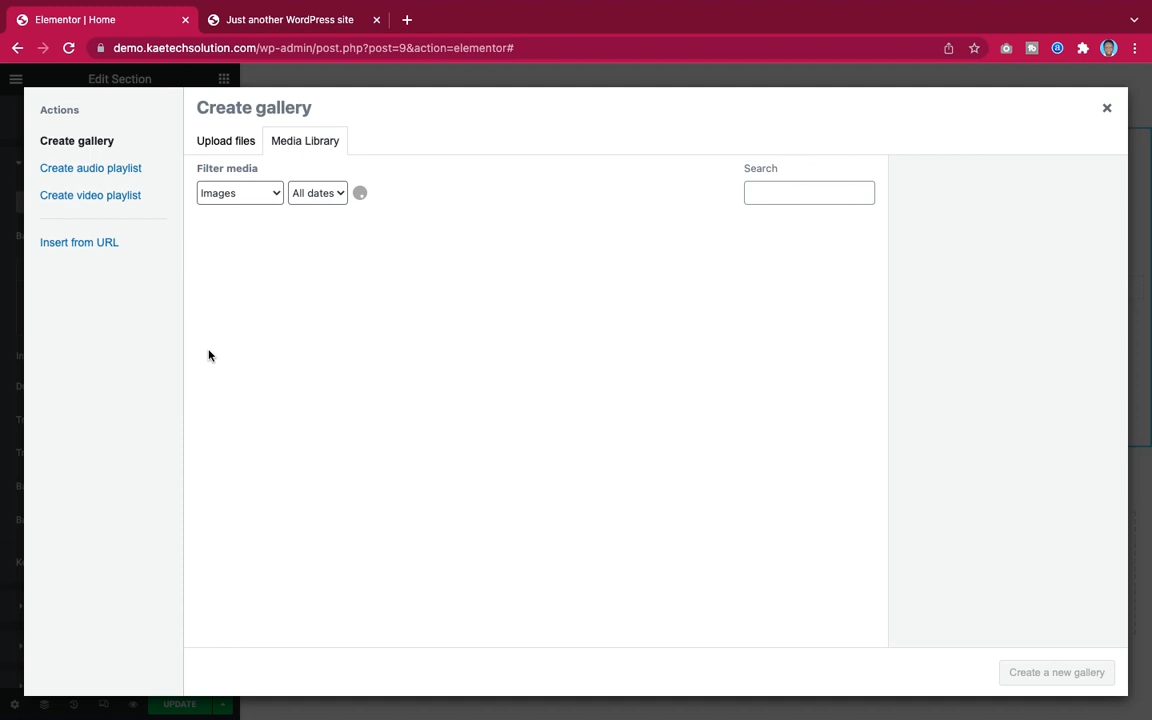 Elementor | Home
Just another WordPress site
demo.kaetechsolution.com/wp-admin/post.php?post=9&action=elementor#
Edit Section
Actions
Create gallery
Create audio playlist
Create video playlist
Insert from URL
Create gallery
Upload files
Media Library
Filter media
Images
All dates
Search
Create a new gallery
UPDATE